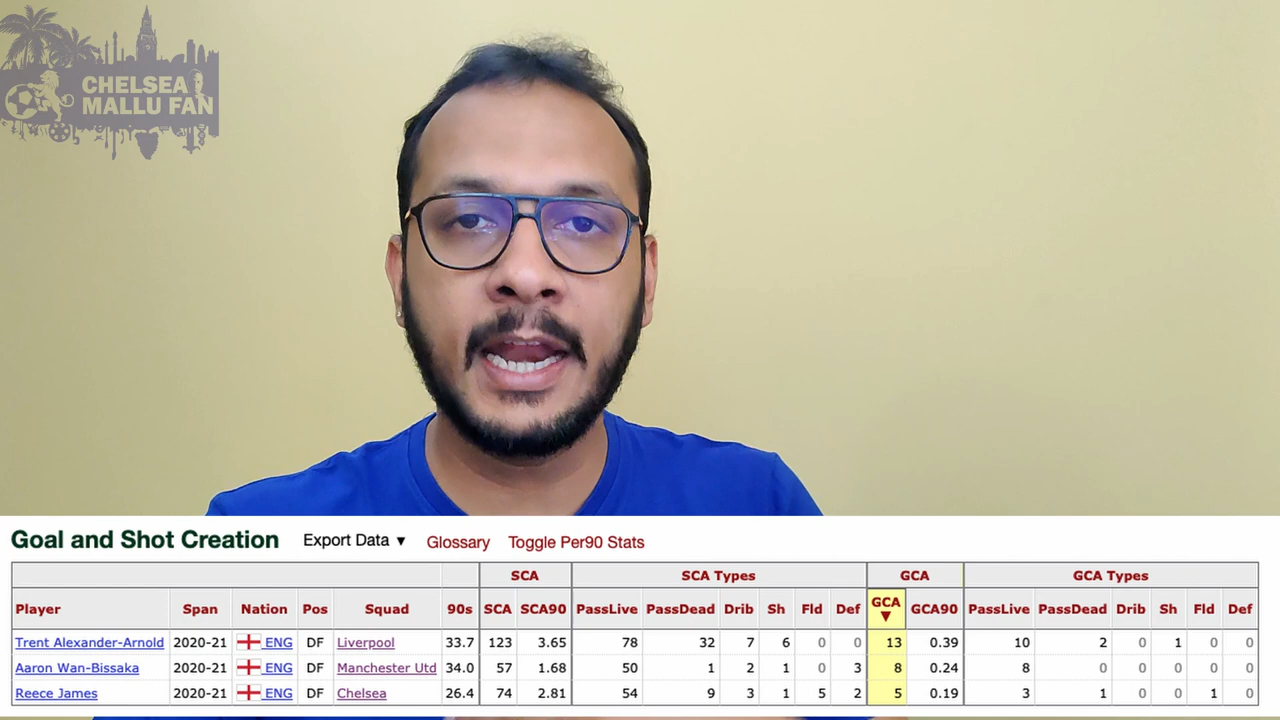 CHELSEA
MALLU FAN
Goal and Shot Creation Export Data ▼ Glossary Toggle Per90 Stats
SCA SCA Types GCA GCA Types
Player Span Nation Pos Squad 90s SCA SCA90 PassLive PassDead Drib Sh Fld Def GCA ▼ GCA90 PassLive PassDead Drib Sh Fld Def
Trent Alexander-Arnold 2020-21 ENG DF Liverpool 33.7 123 3.65 78 32 7 6 0 0 13 0.39 10 2 0 1 0 0
Aaron Wan-Bissaka 2020-21 ENG DF Manchester Utd 34.0 57 1.68 50 1 2 1 0 3 8 0.24 8 0 0 0 0 0
Reece James 2020-21 ENG DF Chelsea 26.4 74 2.81 54 9 3 1 5 2 5 0.19 3 1 0 0 1 0